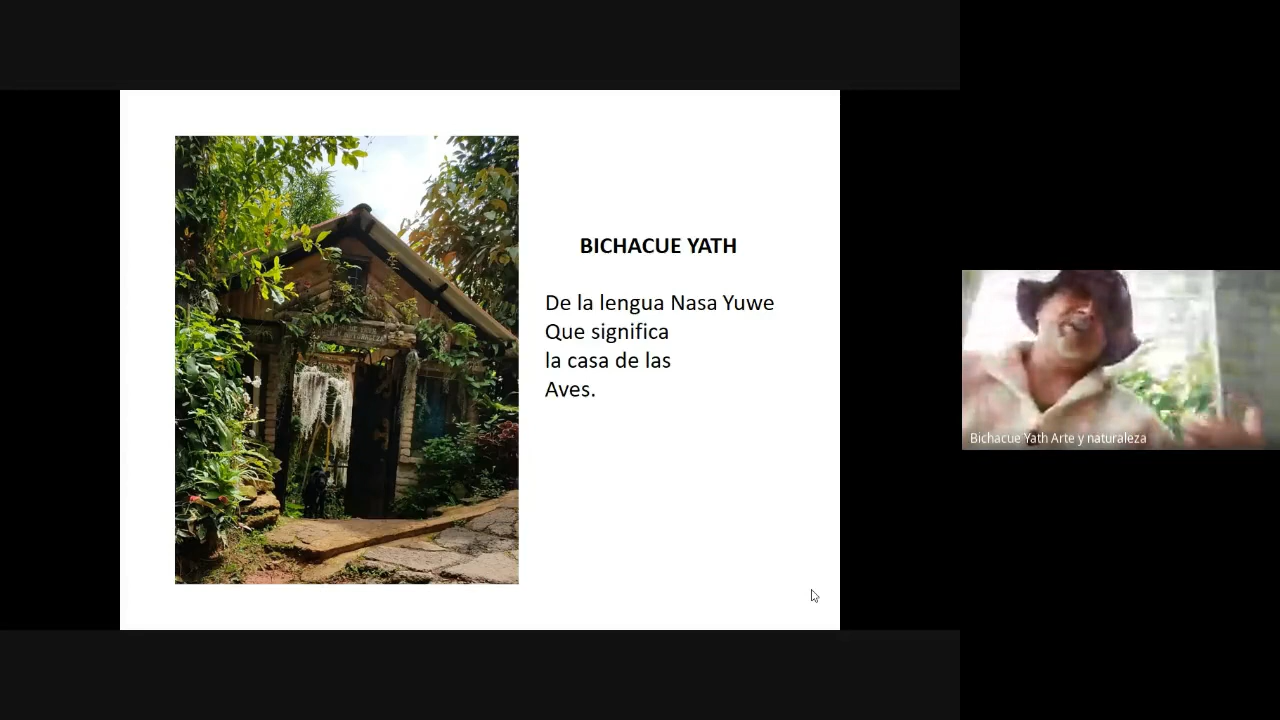 BICHACUE YATH
De la lengua Nasa Yuwe
Que significa
la casa de las
Aves.
Bichacue Yath Arte y naturaleza